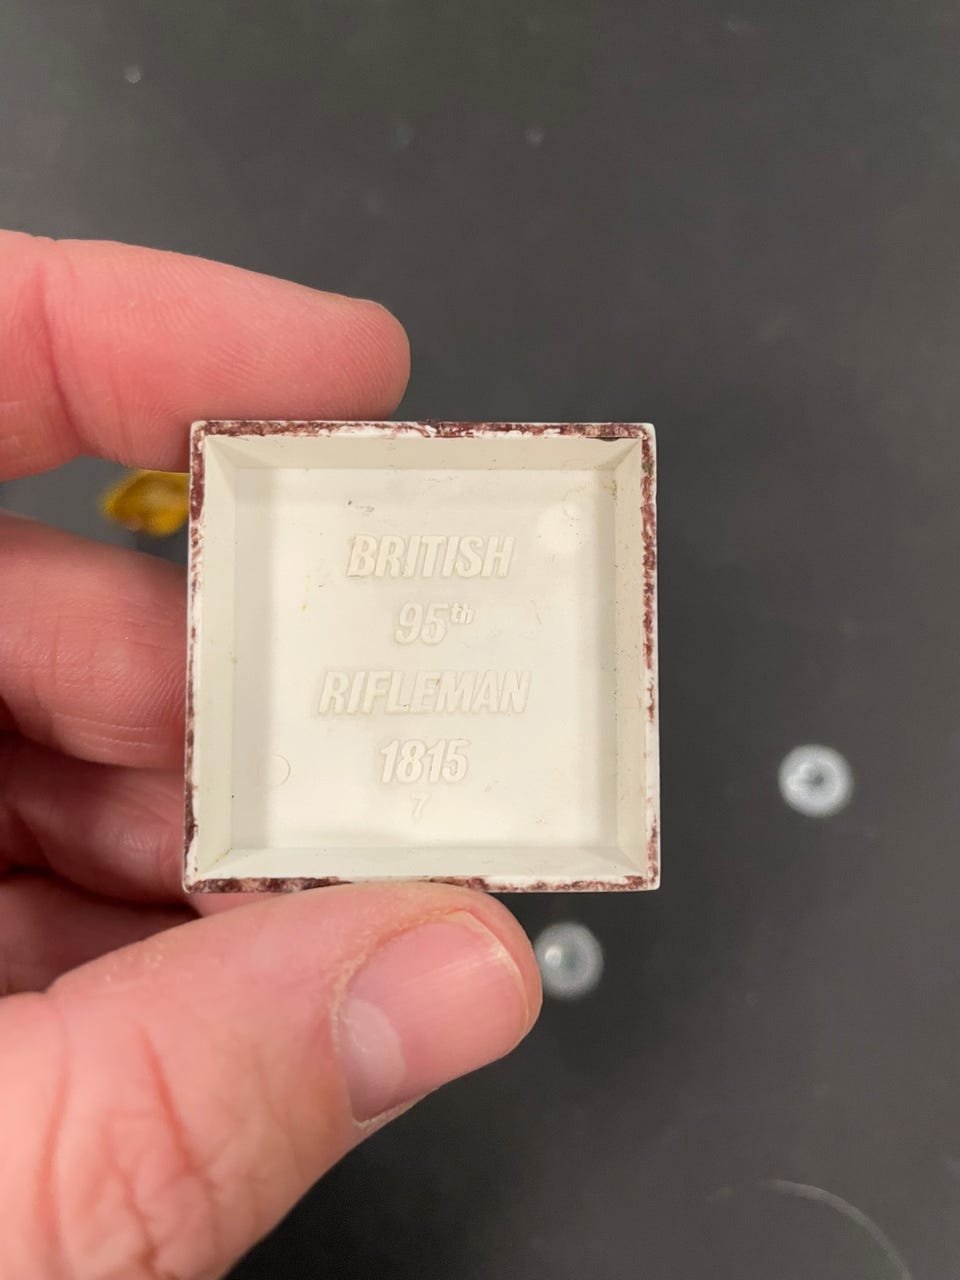 BRITISH
95th
RIFLEMAN
1815
7